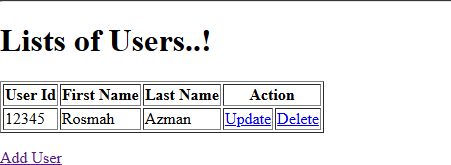 Lists of Users..!
User Id First Name Last Name Action
12345 Rosmah Azman Update Delete
Add User